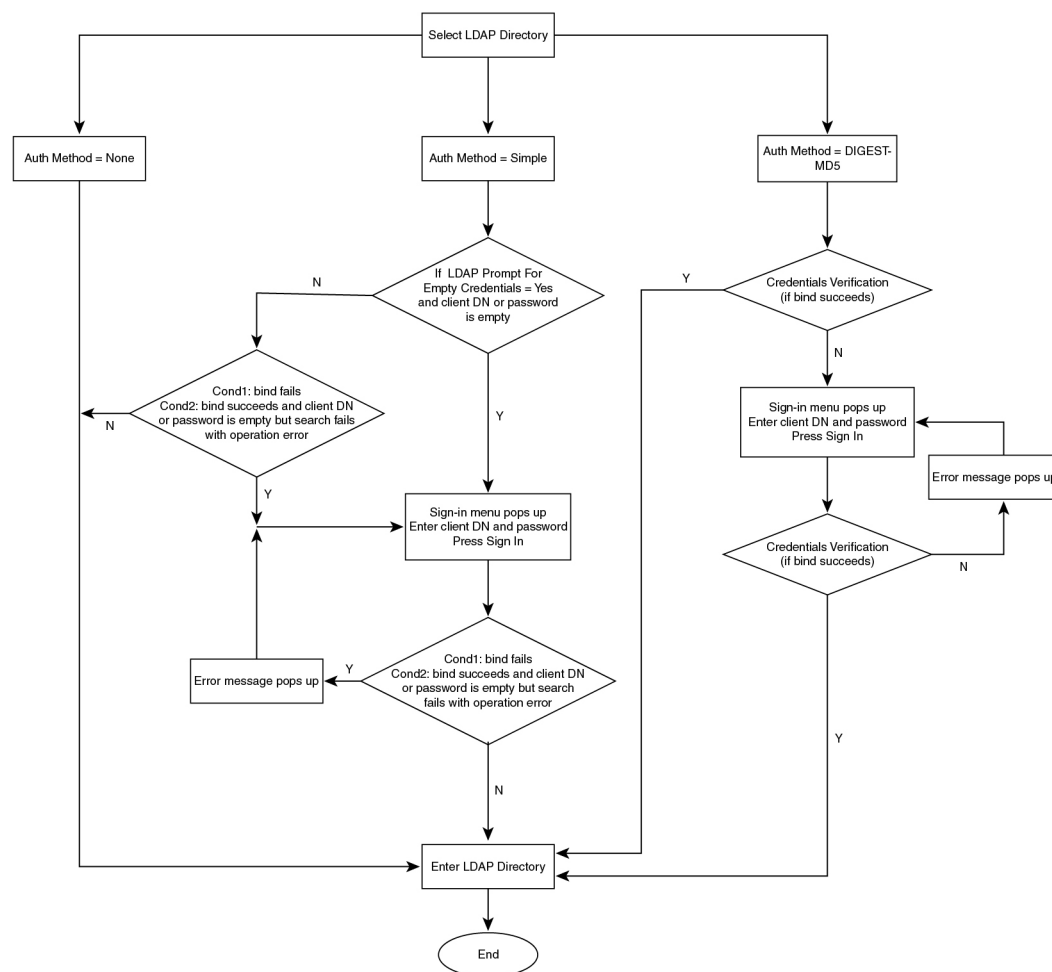 Select LDAP Directory
Auth Method = None
Auth Method = Simple
Auth Method = DIGEST-
MD5
If LDAP Prompt For
Empty Credentials = Yes
and client DN or password
is empty
N
Y
Credentials Verification
(if bind succeeds)
Y
N
Cond1: bind fails
Cond2: bind succeeds and client DN
or password is empty but search fails
with operation error
N
Y
Sign-in menu pops up
Enter client DN and password
Press Sign In
Error message pops up
Sign-in menu pops up
Enter client DN and password
Press Sign In
Credentials Verification
(if bind succeeds)
N
Y
Cond1: bind fails
Cond2: bind succeeds and client DN
or password is empty but search
fails with operation error
Y
Error message pops up
N
Enter LDAP Directory
End